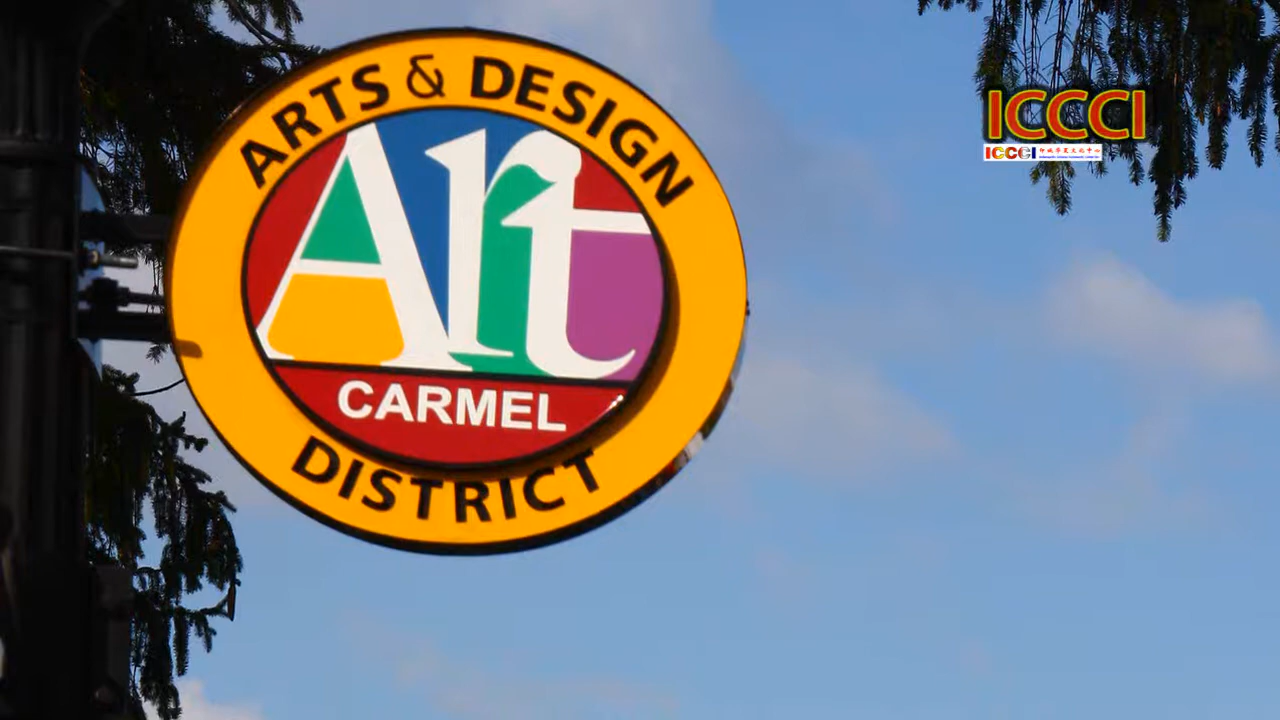 ARTS & DESIGN
Art
CARMEL
DISTRICT
ICCCI
ICCCI